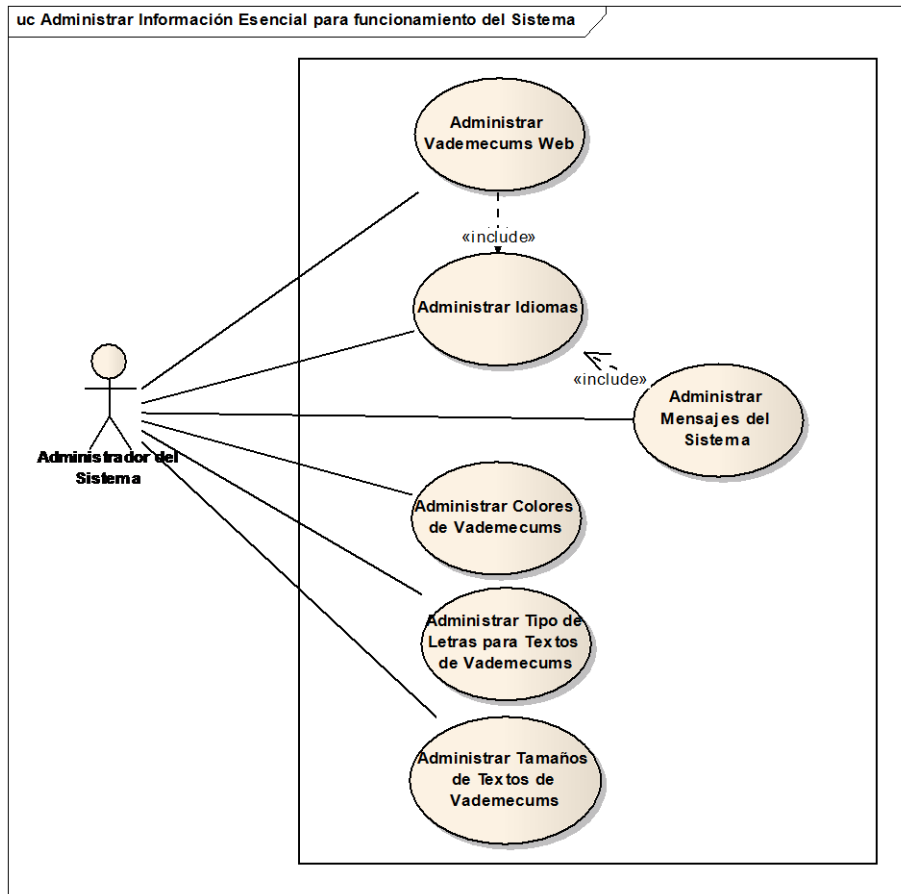 uc Administrar Información Esencial para funcionamiento del Sistema
Administrar
Vademecums Web
«include»
Administrar Idiomas
«include»
Administrar
Mensajes del
Sistema
Administrador del
Sistema
Administrar Colores
de Vademecums
Administrar Tipo de
Letras para Textos
de Vademecums
Administrar Tamaños
de Textos de
Vademecums